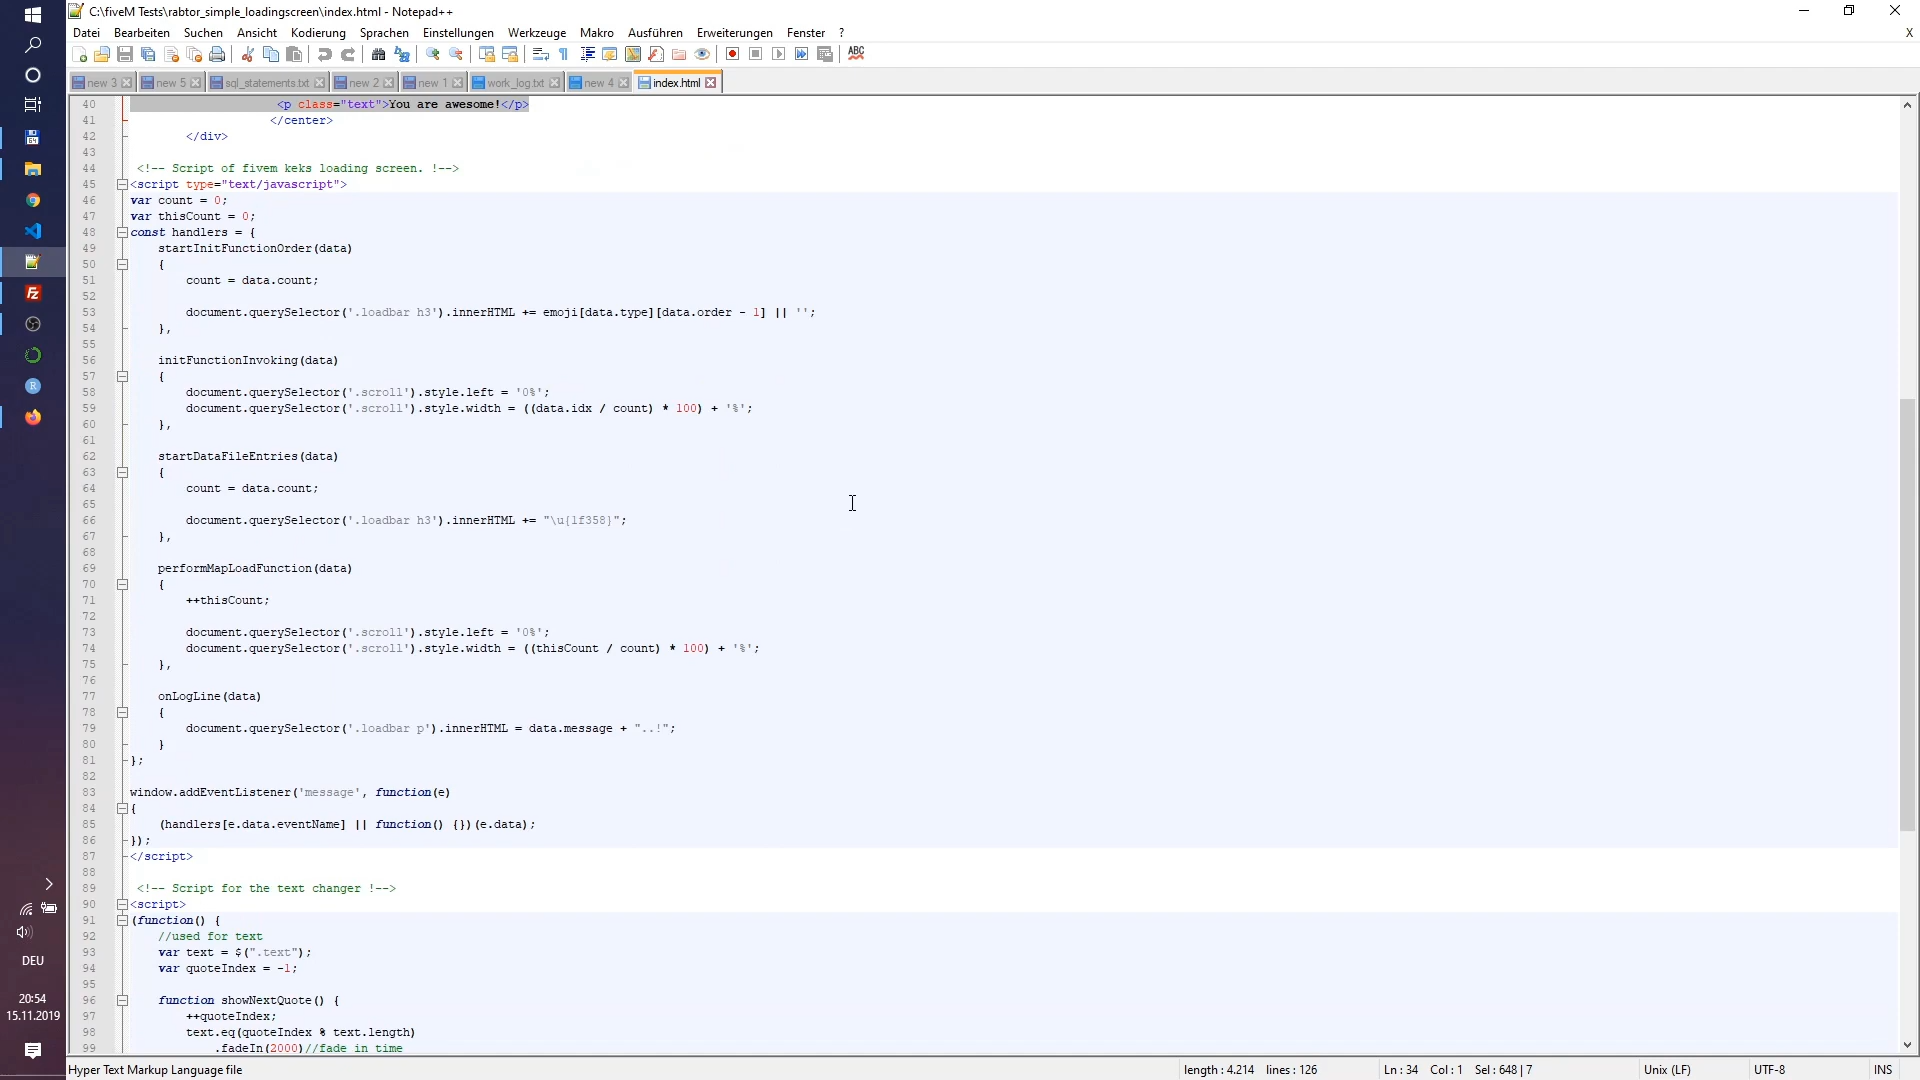 C:\fiveM Tests\rabtor_simple_loadingscreen\index.html - Notepad++
Datei Bearbeiten Suchen Ansicht Kodierung Sprachen Einstellungen Werkzeuge Makro Ausführen Erweiterungen Fenster ? X
new 3 new 5 sql_statements.txt new 2 new 1 work_log.txt new 4 index.html
40 <p class="text">You are awesome!</p>
41 </center>
42 </div>
43
44 <!-- Script of fivem keks loading screen. !-->
45 <script type="text/javascript">
46 var count = 0;
47 var thisCount = 0;
48 const handlers = {
49 startInitFunctionOrder(data)
50 {
51 count = data.count;
52
53 document.querySelector('.loadbar h3').innerHTML += emoji[data.type][data.order - 1] || '';
54 },
55
56 initFunctionInvoking(data)
57 {
58 document.querySelector('.scroll').style.left = '0%';
59 document.querySelector('.scroll').style.width = ((data.idx / count) * 100) + '%';
60 },
61
62 startDataFileEntries(data)
63 {
64 count = data.count;
65
66 document.querySelector('.loadbar h3').innerHTML += "\u{1f358}";
67 },
68
69 performMapLoadFunction(data)
70 {
71 ++thisCount;
72
73 document.querySelector('.scroll').style.left = '0%';
74 document.querySelector('.scroll').style.width = ((thisCount / count) * 100) + '%';
75 },
76
77 onLogLine(data)
78 {
79 document.querySelector('.loadbar p').innerHTML = data.message + "..!";
80 }
81 };
82
83 window.addEventListener('message', function(e)
84 {
85 (handlers[e.data.eventName] || function() {})(e.data);
86 });
87 </script>
88
89 <!-- Script for the text changer !-->
90 <script>
91 (function() {
92 //used for text
93 var text = $(".text");
94 var quoteIndex = -1;
95
96 function showNextQuote() {
97 ++quoteIndex;
98 text.eq(quoteIndex % text.length)
99 .fadeIn(2000)//fade in time
DEU
20:54
15.11.2019
Hyper Text Markup Language file length : 4.214 lines : 126 Ln : 34 Col : 1 Sel : 648 | 7 Unix (LF) UTF-8 INS